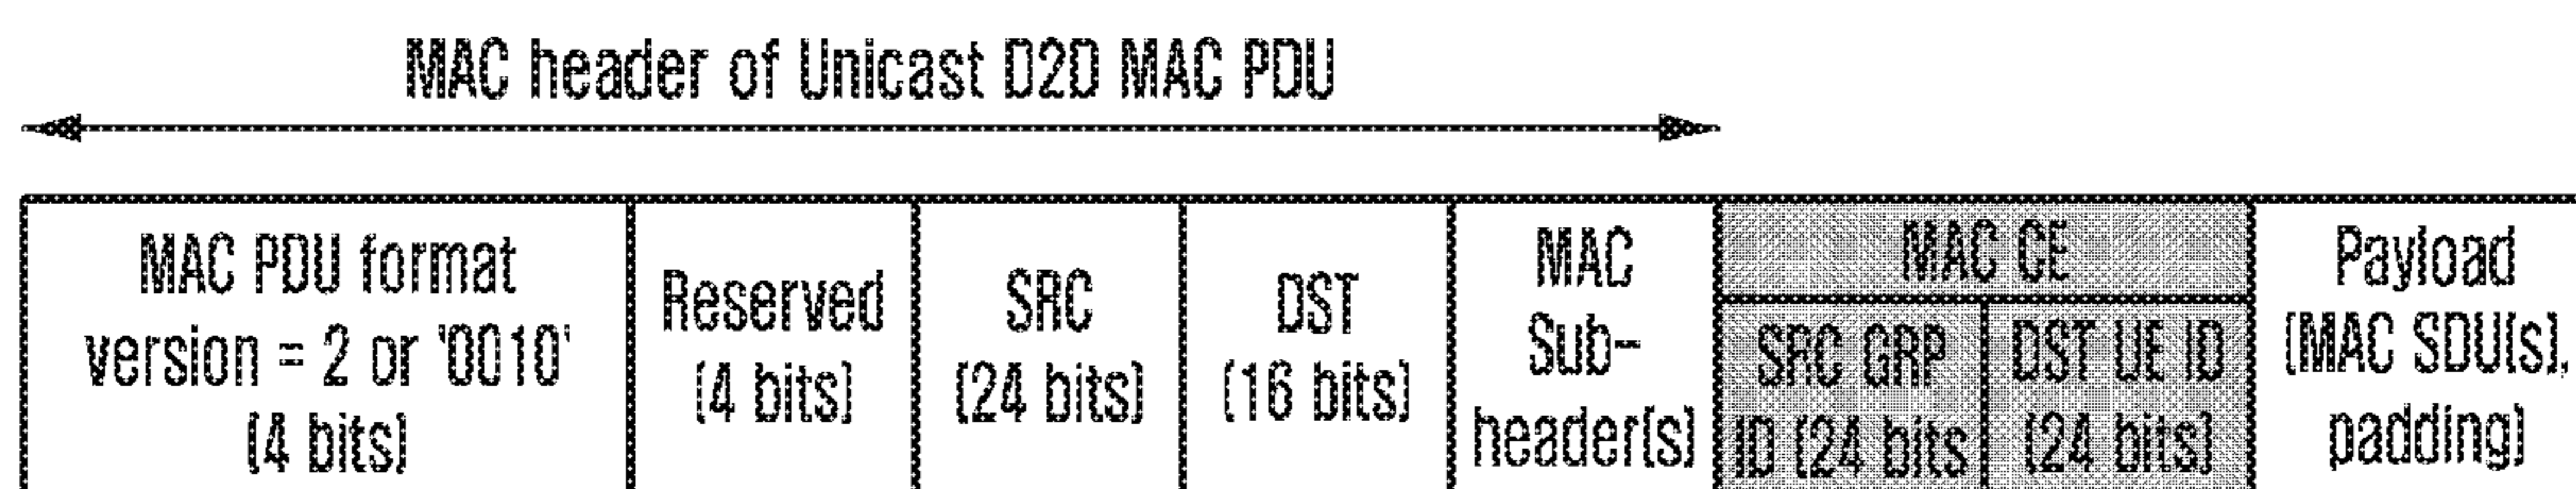 MAC header of Unicast D2D MAC PDU
MAC PDU format
version = 2 or '0010'
(4 bits)
Reserved
(4 bits)
SRC
(24 bits)
DST
(16 bits)
MAC
Sub-
header(s)
MAC CE
SRC GRP
ID (24 bits
DST UE ID
(24 bits)
Payload
(MAC SDU(s),
padding)